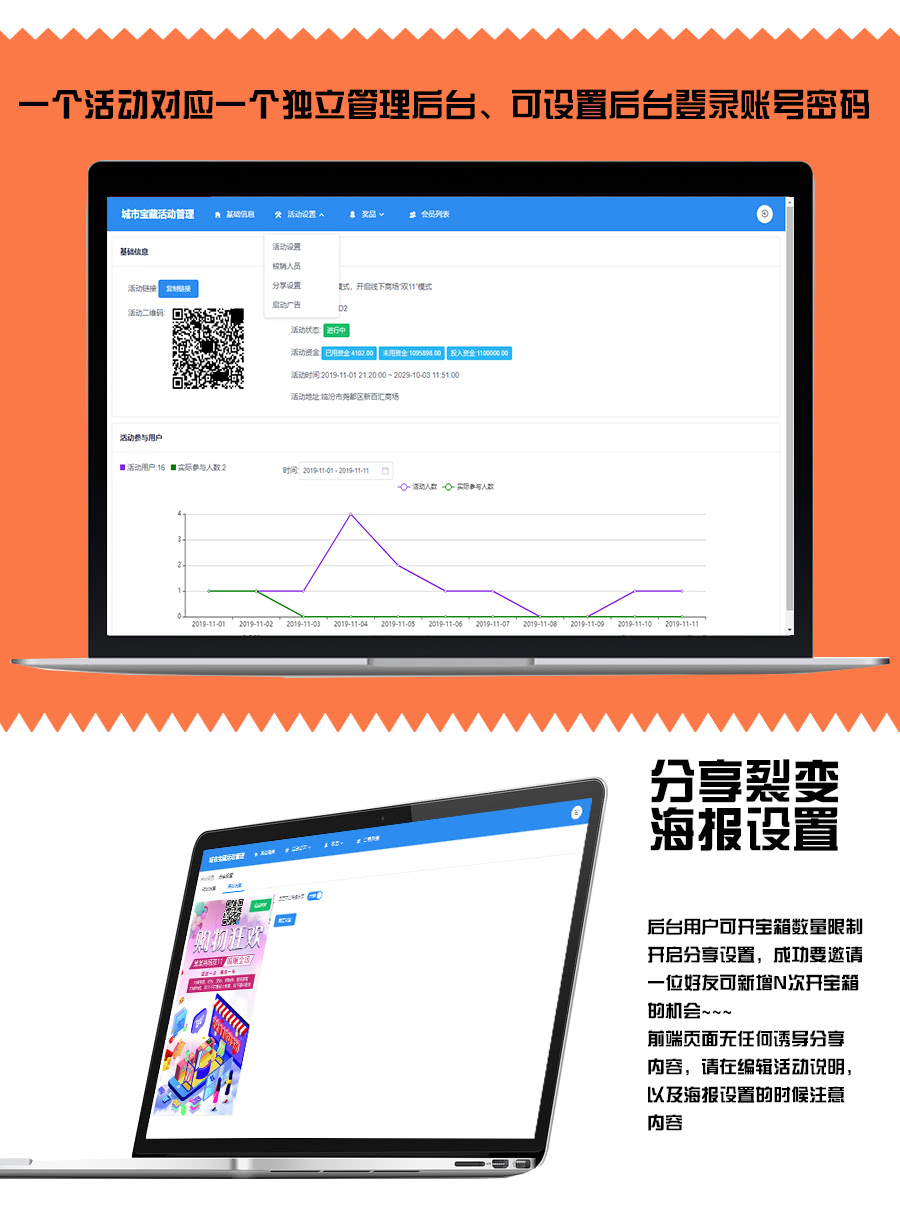 一个活动对应一个独立管理后台、可设置后台登录账号密码
城市宝藏活动管理 基础信息 活动设置 奖品 会员列表
基础信息
活动设置
核销人员
分享设置
启动广告
活动链接: 复制链接
模式，开启线下商场"双11"模式
活动二维码:
D2
活动状态: 进行中
活动资金: 已用资金:4102.00 未用资金:1095898.00 投入资金:1100000.00
活动时间:2019-11-01 21:20:00 ~ 2029-10-03 11:51:00
活动地址:临汾市尧都区新百汇商场
活动参与用户
活动用户:16 实际参与人数:2 时间: 2019-11-01 - 2019-11-11
活动人数 实际参与人数
4
3
2
1
0
2019-11-01 2019-11-02 2019-11-03 2019-11-04 2019-11-05 2019-11-06 2019-11-07 2019-11-08 2019-11-09 2019-11-10 2019-11-11
分享裂变
海报设置
城市宝藏活动管理
购物狂欢
后台用户可开宝箱数量限制
开启分享设置，成功要邀请
一位好友可新增N次开宝箱
的机会~~~
前端页面无任何诱导分享
内容，请在编辑活动说明，
以及海报设置的时候注意
内容